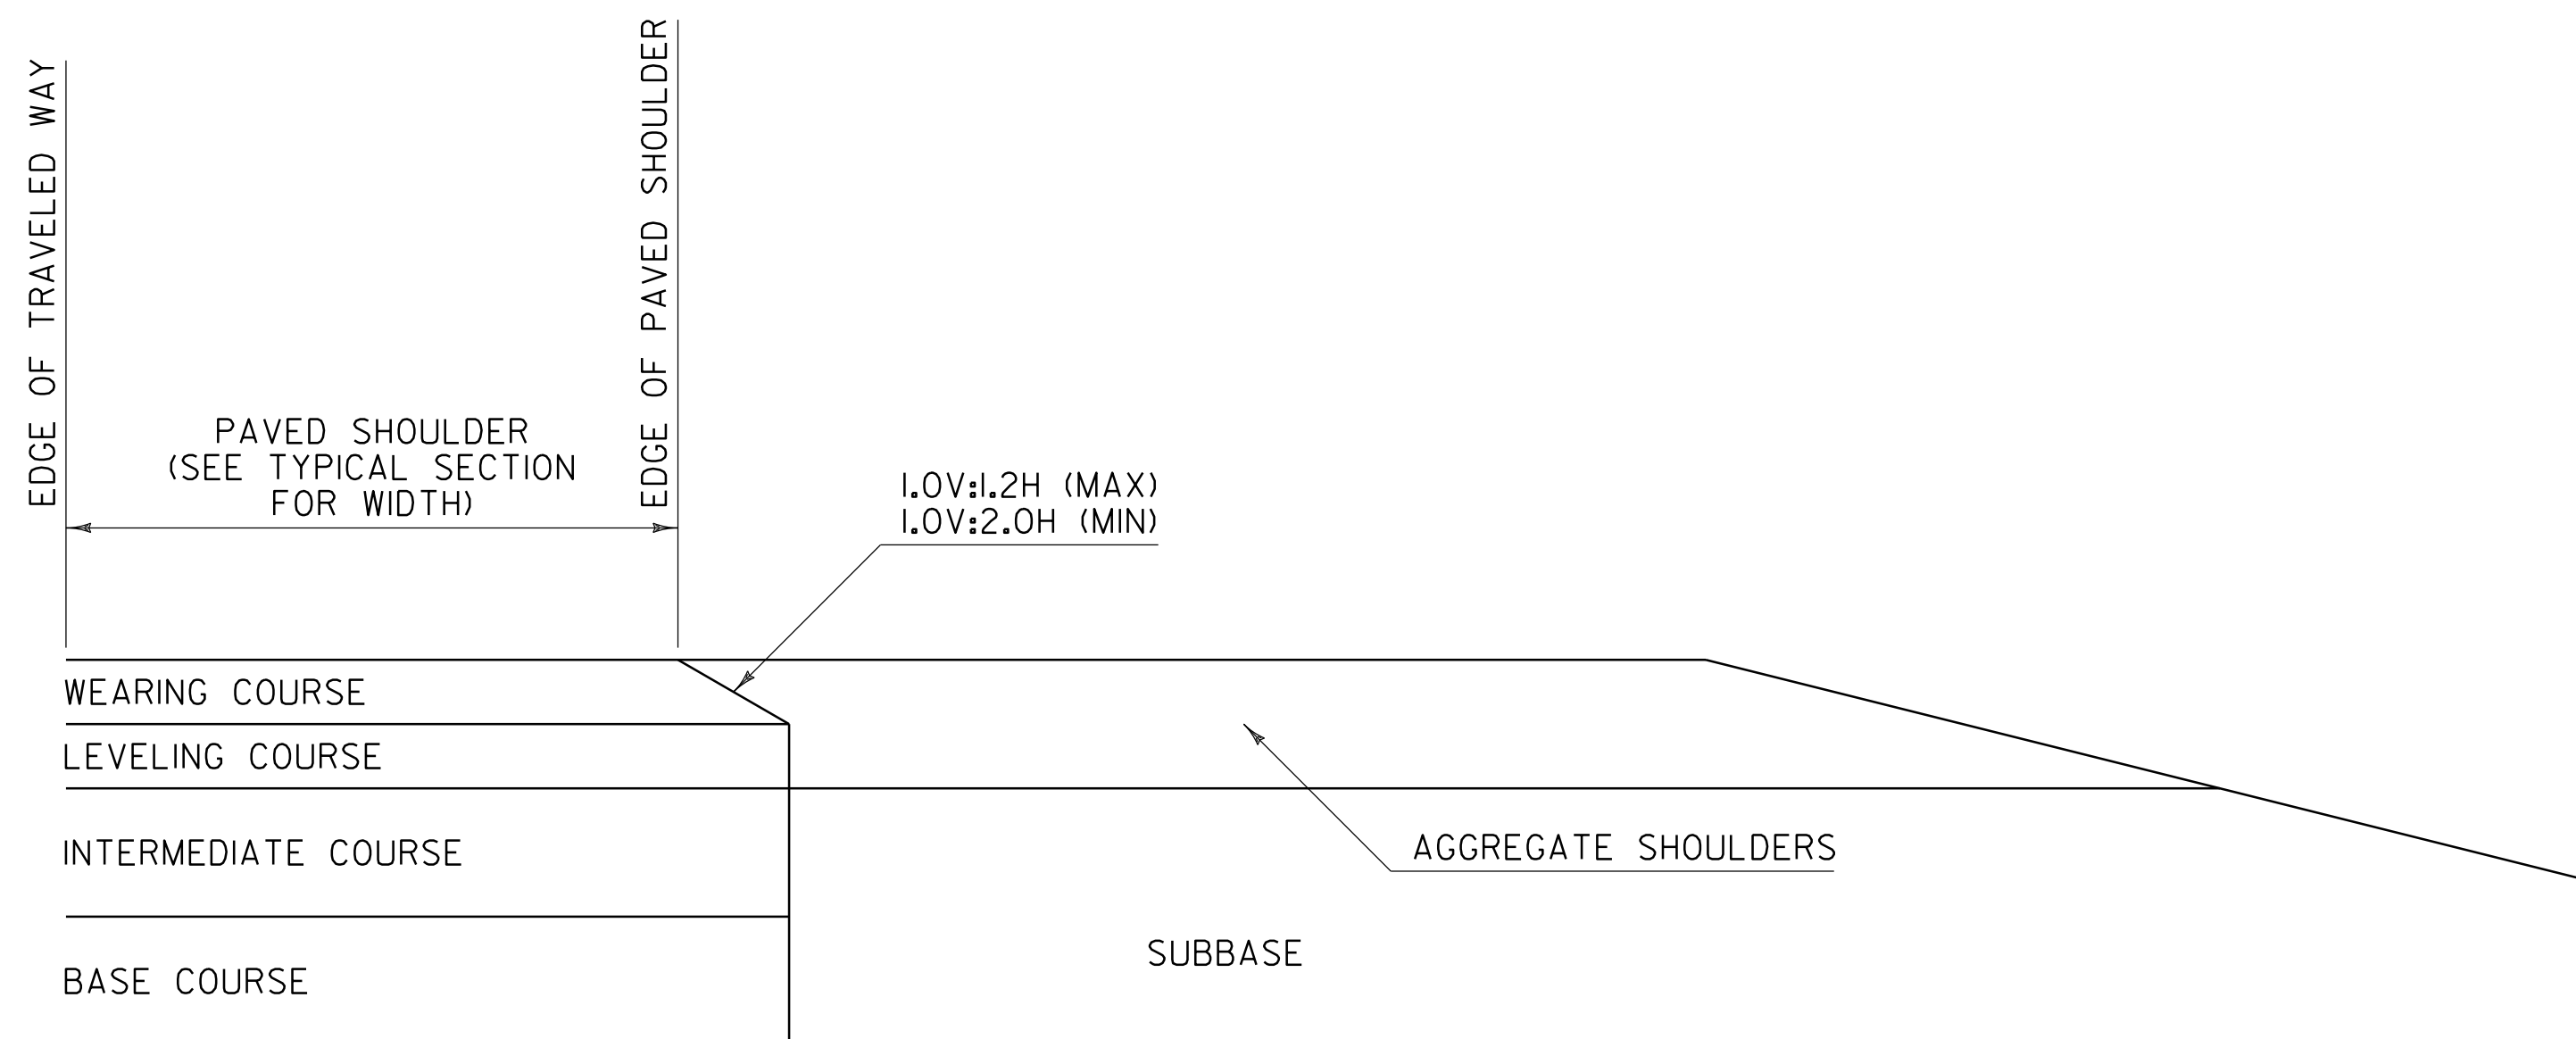 EDGE OF TRAVELED WAY
EDGE OF PAVED SHOULDER
PAVED SHOULDER
(SEE TYPICAL SECTION
FOR WIDTH)
1.0V:1.2H (MAX)
1.0V:2.0H (MIN)
WEARING COURSE
LEVELING COURSE
INTERMEDIATE COURSE
AGGREGATE SHOULDERS
SUBBASE
BASE COURSE